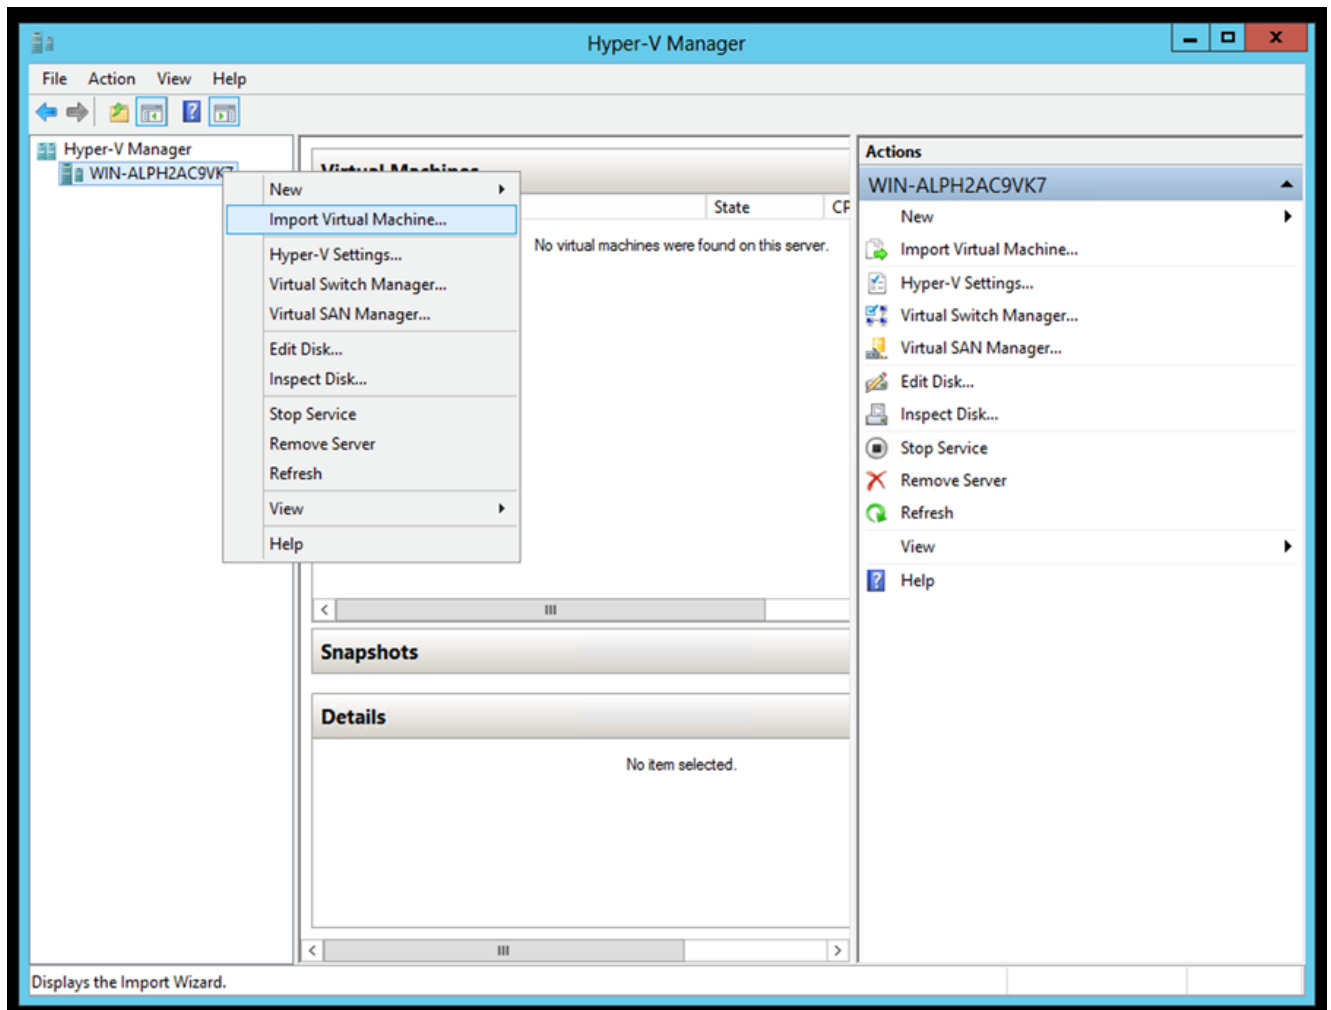 Hyper-V Manager
File Action View Help
Hyper-V Manager
WIN-ALPH2AC9VK7
New
Import Virtual Machine...
Hyper-V Settings...
Virtual Switch Manager...
Virtual SAN Manager...
Edit Disk...
Inspect Disk...
Stop Service
Remove Server
Refresh
View
Help
Virtual Machines
State CP
No virtual machines were found on this server.
Snapshots
Details
No item selected.
Actions
WIN-ALPH2AC9VK7
New
Import Virtual Machine...
Hyper-V Settings...
Virtual Switch Manager...
Virtual SAN Manager...
Edit Disk...
Inspect Disk...
Stop Service
Remove Server
Refresh
View
Help
Displays the Import Wizard.